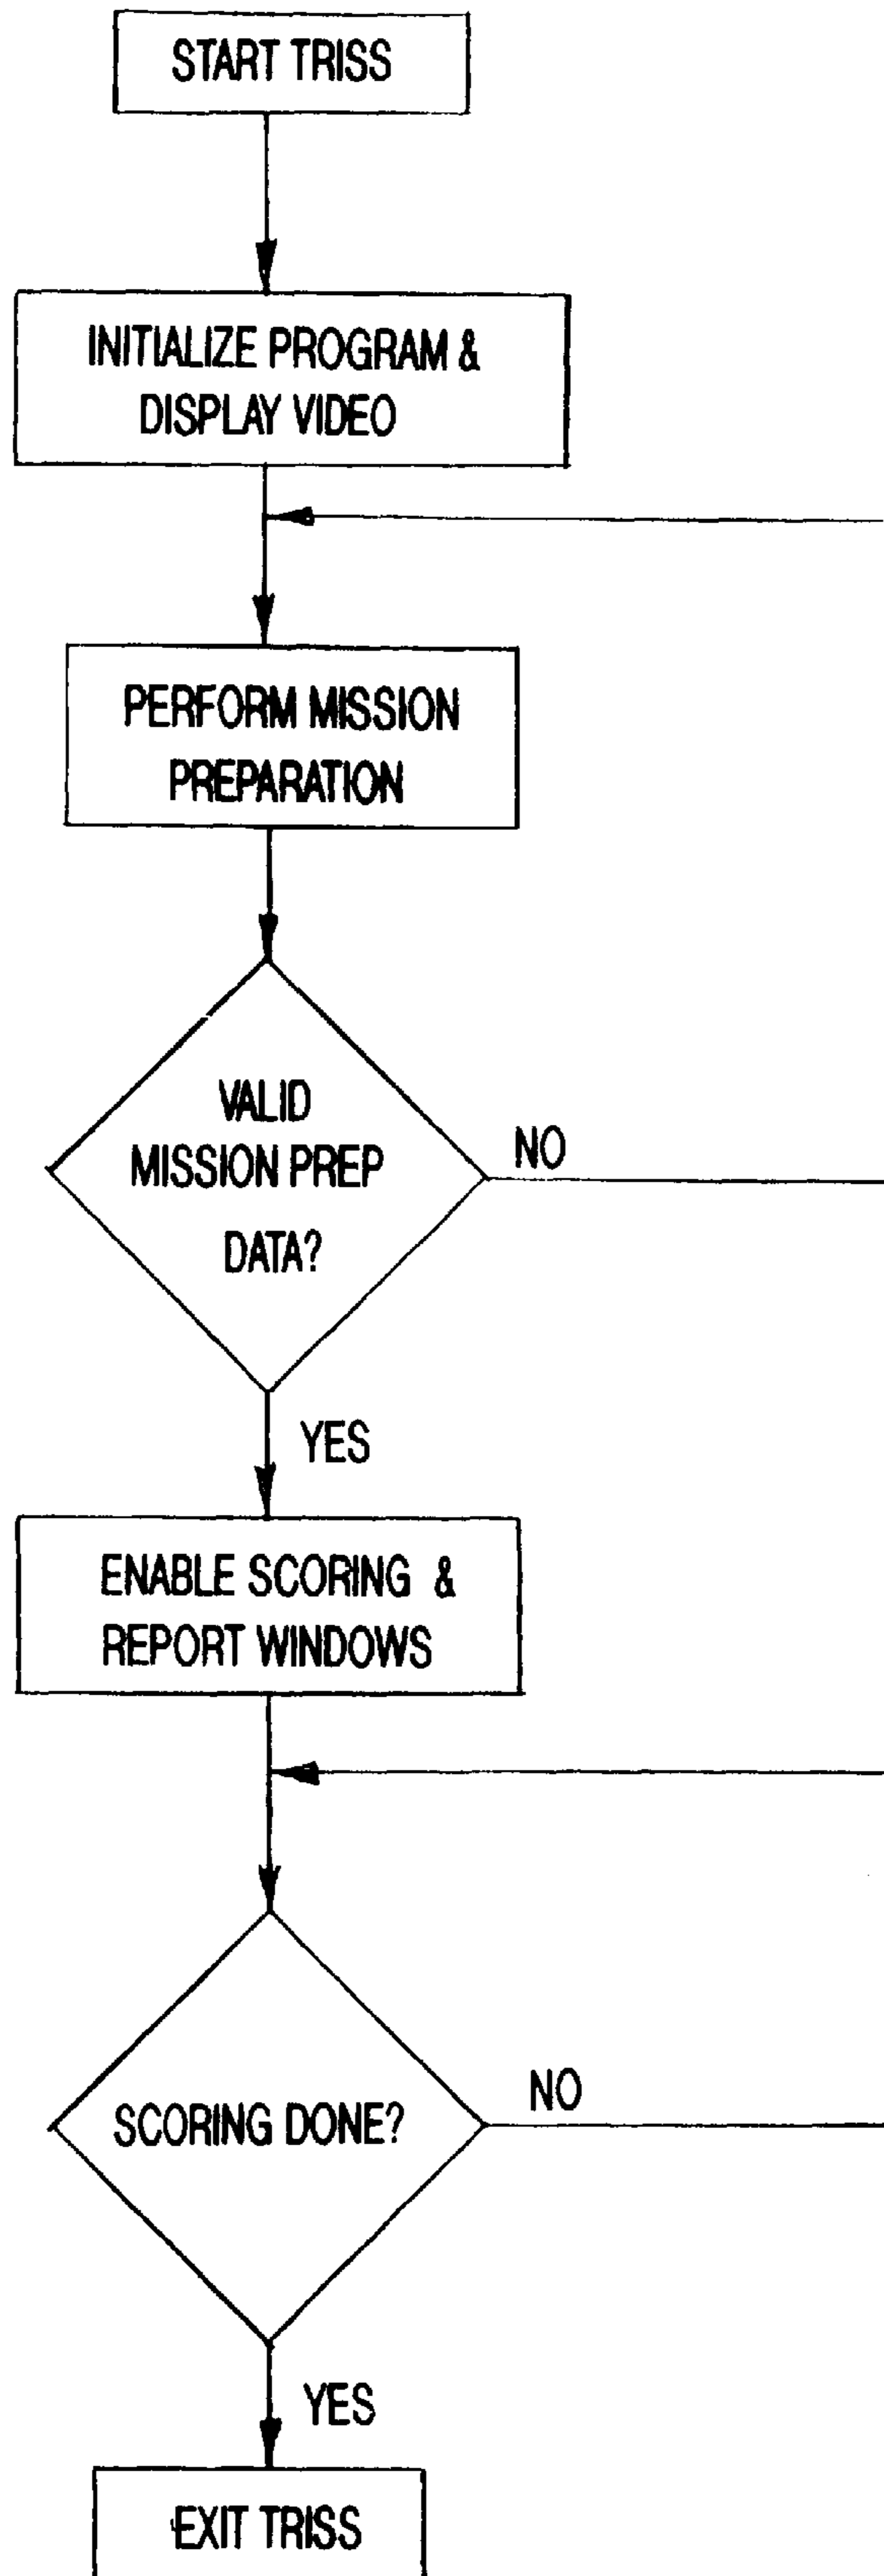 START TRISS
INITIALIZE PROGRAM &
DISPLAY VIDEO
PERFORM MISSION
PREPARATION
VALID
MISSION PREP
DATA?
NO
YES
ENABLE SCORING &
REPORT WINDOWS
SCORING DONE?
NO
YES
EXIT TRISS